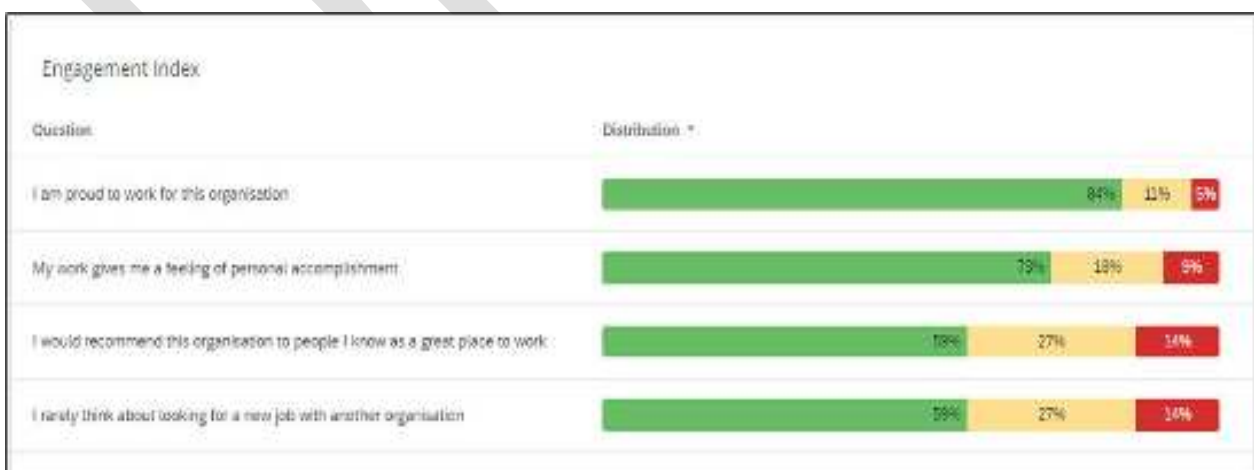 Engagement Index
Question Distribution
I am proud to work for this organisation 84% 11% 5%
My work gives me a feeling of personal accomplishment 73% 18% 9%
I would recommend this organisation to people I know as a great place to work 59% 27% 14%
I rarely think about looking for a new job with another organisation 59% 27% 14%